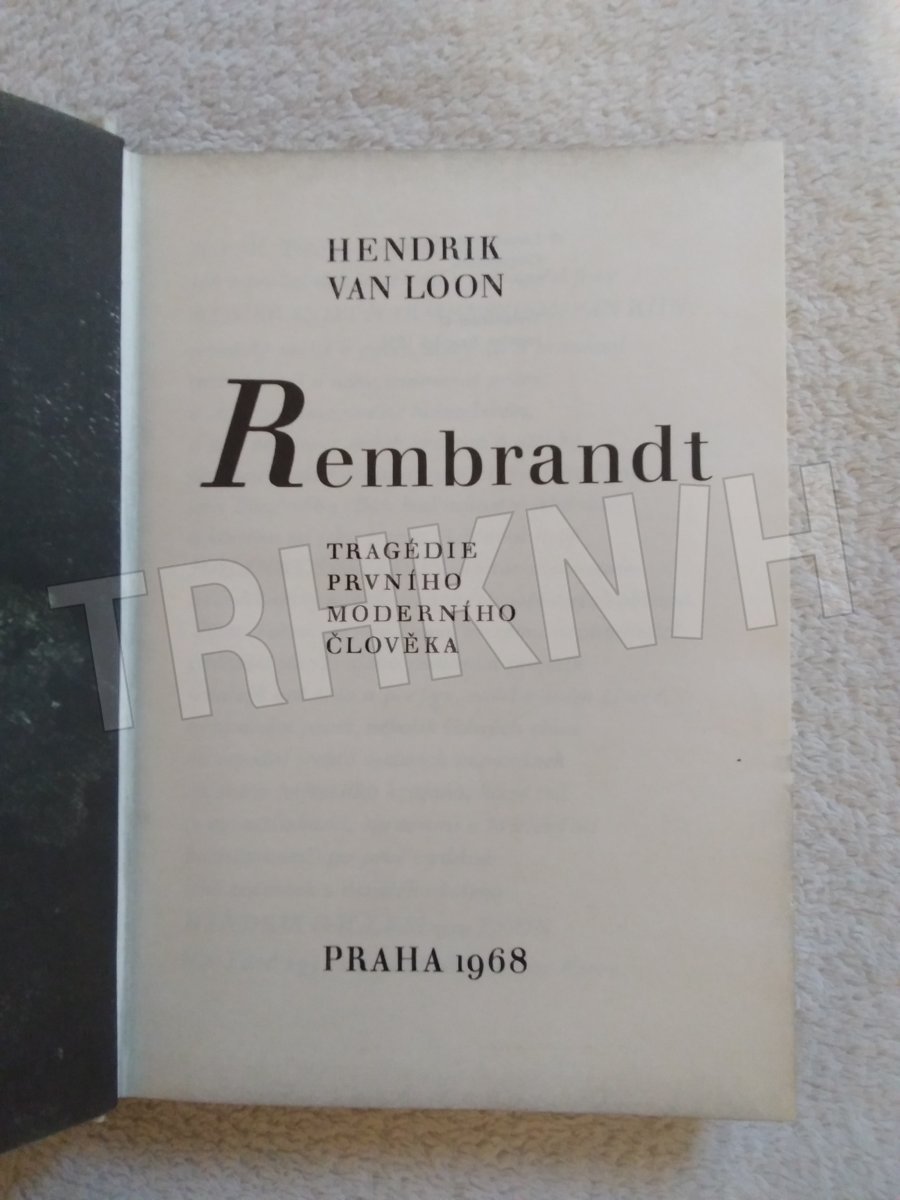 HENDRIK
VAN LOON
Rembrandt
TRAGÉDIE
PRVNÍHO
MODERNÍHO
ČLOVĚKA
TRHKNIH
PRAHA 1968